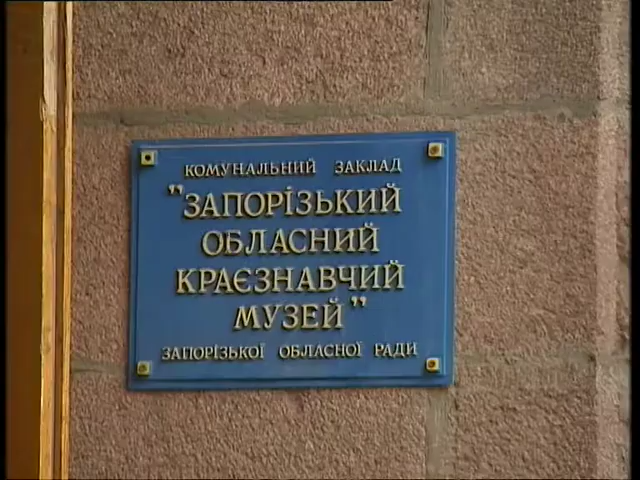 КОМУНАЛЬНИЙ ЗАКЛАД
"ЗАПОРІЗЬКИЙ
ОБЛАСНИЙ
КРАЄЗНАВЧИЙ
МУЗЕЙ"
ЗАПОРІЗЬКОЇ ОБЛАСНОЇ РАДИ